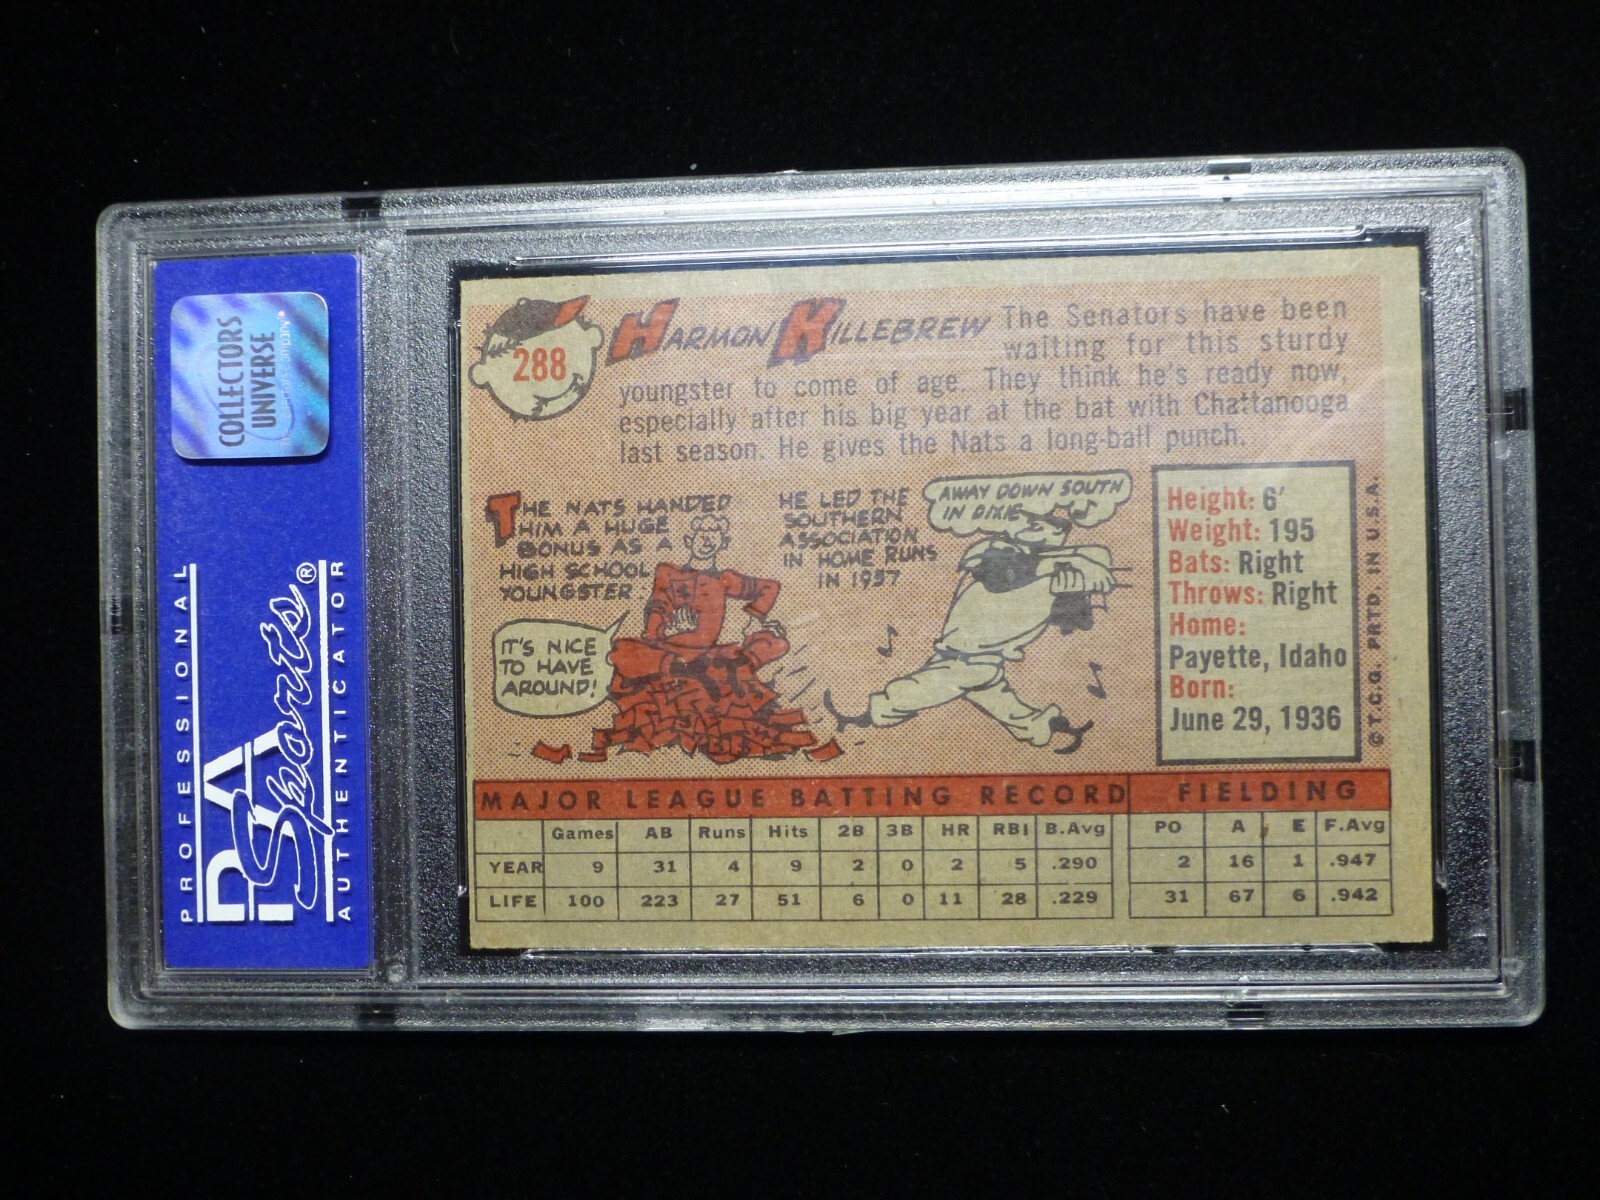 COLLECTORS
UNIVERSE
PROFESSIONAL
PSA
Sports®
AUTHENTICATOR
288
HARMON KILLEBREW
The Senators have been
waiting for this sturdy
youngster to come of age. They think he's ready now,
especially after his big year at the bat with Chattanooga
last season. He gives the Nats a long-ball punch.
THE NATS HANDED
HIM A HUGE
BONUS AS A
HIGH SCHOOL
YOUNGSTER.
IT'S NICE
TO HAVE
AROUND!
HE LED THE
SOUTHERN
ASSOCIATION
IN HOME RUNS
IN 1957
AWAY DOWN SOUTH
IN DIXIE
Height: 6'
Weight: 195
Bats: Right
Throws: Right
Home:
Payette, Idaho
Born:
June 29, 1936
© T.C.G. PRTD. IN U.S.A.
MAJOR LEAGUE BATTING RECORD FIELDING
Games AB Runs Hits 2B 3B HR RBI B.Avg PO A E F.Avg
YEAR 9 31 4 9 2 0 2 5 .290 2 16 1 .947
LIFE 100 223 27 51 6 0 11 28 .229 31 67 6 .942